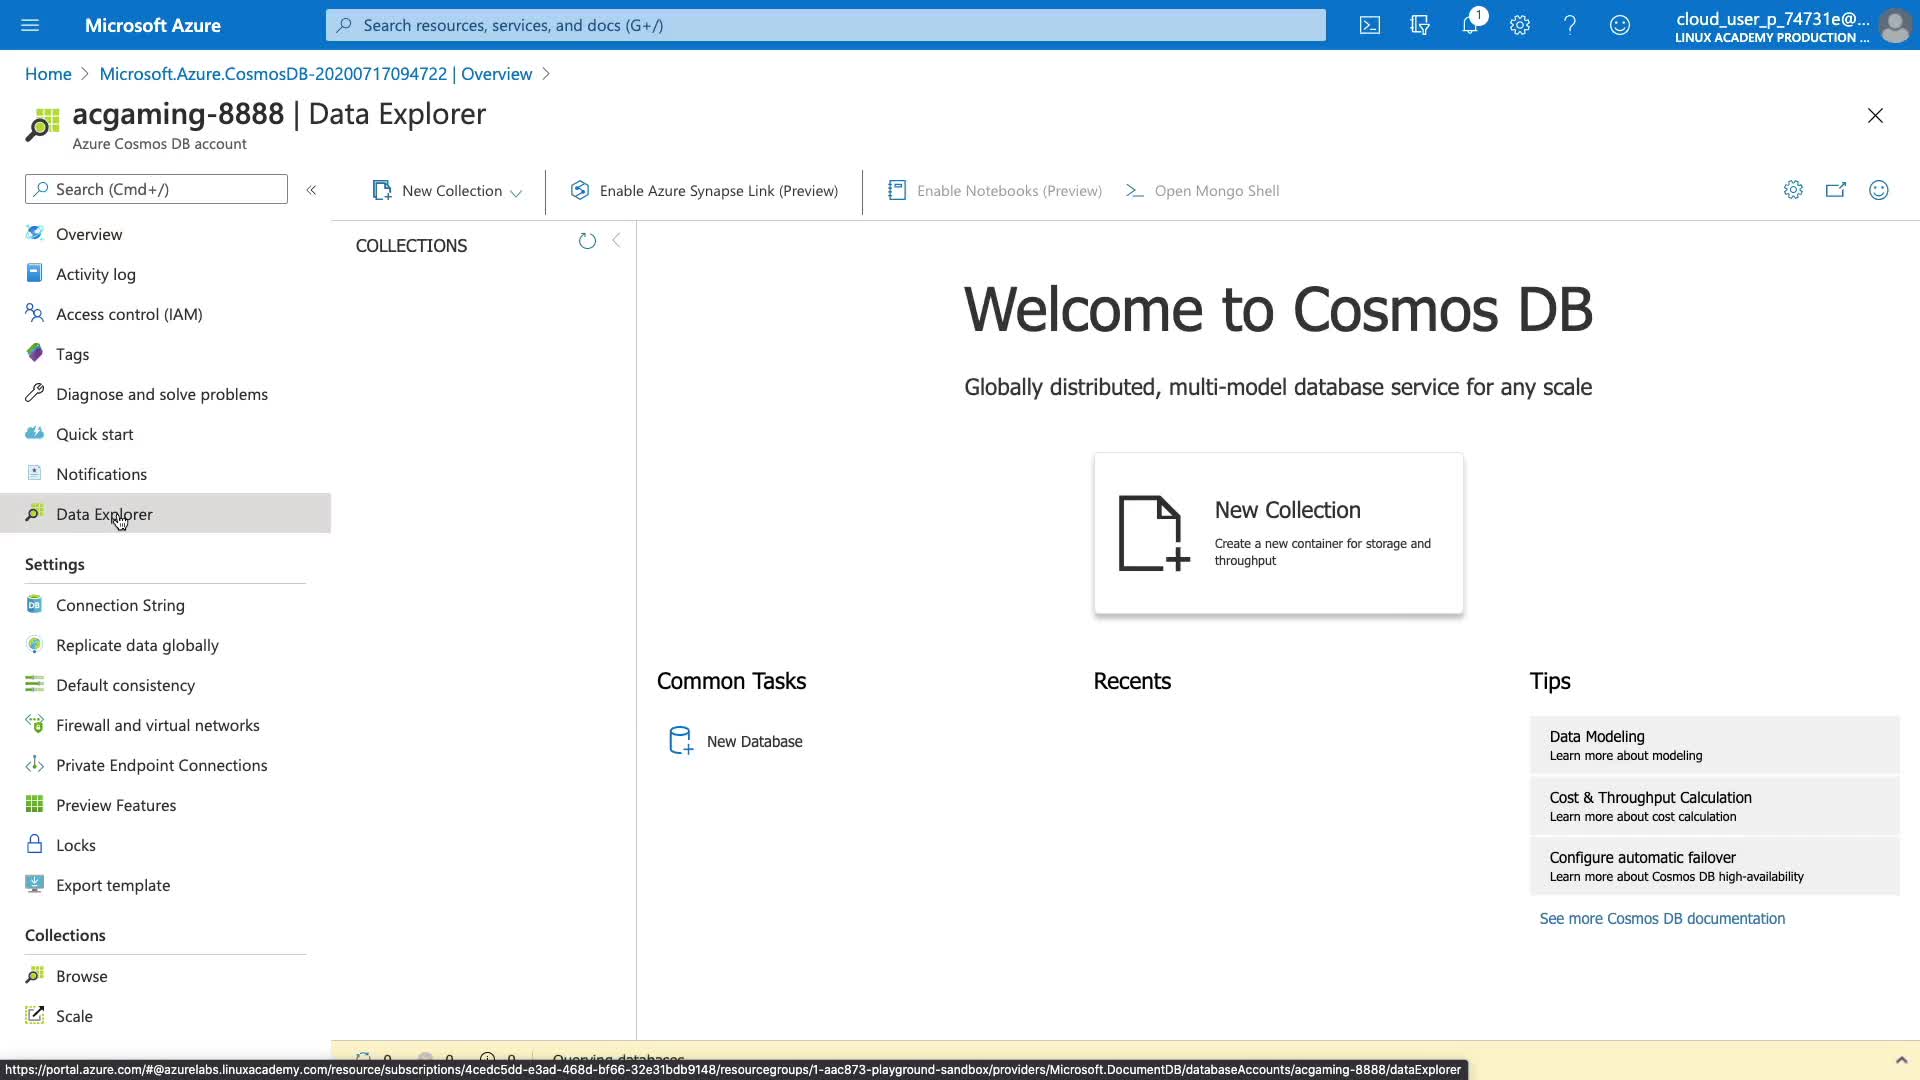 Microsoft Azure
Search resources, services, and docs (G+/)
1
cloud_user_p_74731e@...
LINUX ACADEMY PRODUCTION ...
Home
Microsoft.Azure.CosmosDB-20200717094722 | Overview
acgaming-8888 | Data Explorer
Azure Cosmos DB account
Search (Cmd+/)
New Collection
Enable Azure Synapse Link (Preview)
Enable Notebooks (Preview)
Open Mongo Shell
Overview
Activity log
Access control (IAM)
Tags
Diagnose and solve problems
Quick start
Notifications
Data Explorer
Settings
Connection String
Replicate data globally
Default consistency
Firewall and virtual networks
Private Endpoint Connections
Preview Features
Locks
Export template
Collections
Browse
Scale
COLLECTIONS
Welcome to Cosmos DB
Globally distributed, multi-model database service for any scale
New Collection
Create a new container for storage and
throughput
Common Tasks
New Database
Recents
Tips
Data Modeling
Learn more about modeling
Cost & Throughput Calculation
Learn more about cost calculation
Configure automatic failover
Learn more about Cosmos DB high-availability
See more Cosmos DB documentation
0 0 0 Querying databases
https://portal.azure.com/#@azurelabs.linuxacademy.com/resource/subscriptions/4cedc5dd-e3ad-468d-bf66-32e31bdb9148/resourcegroups/1-aac873-playground-sandbox/providers/Microsoft.DocumentDB/databaseAccounts/acgaming-8888/dataExplorer